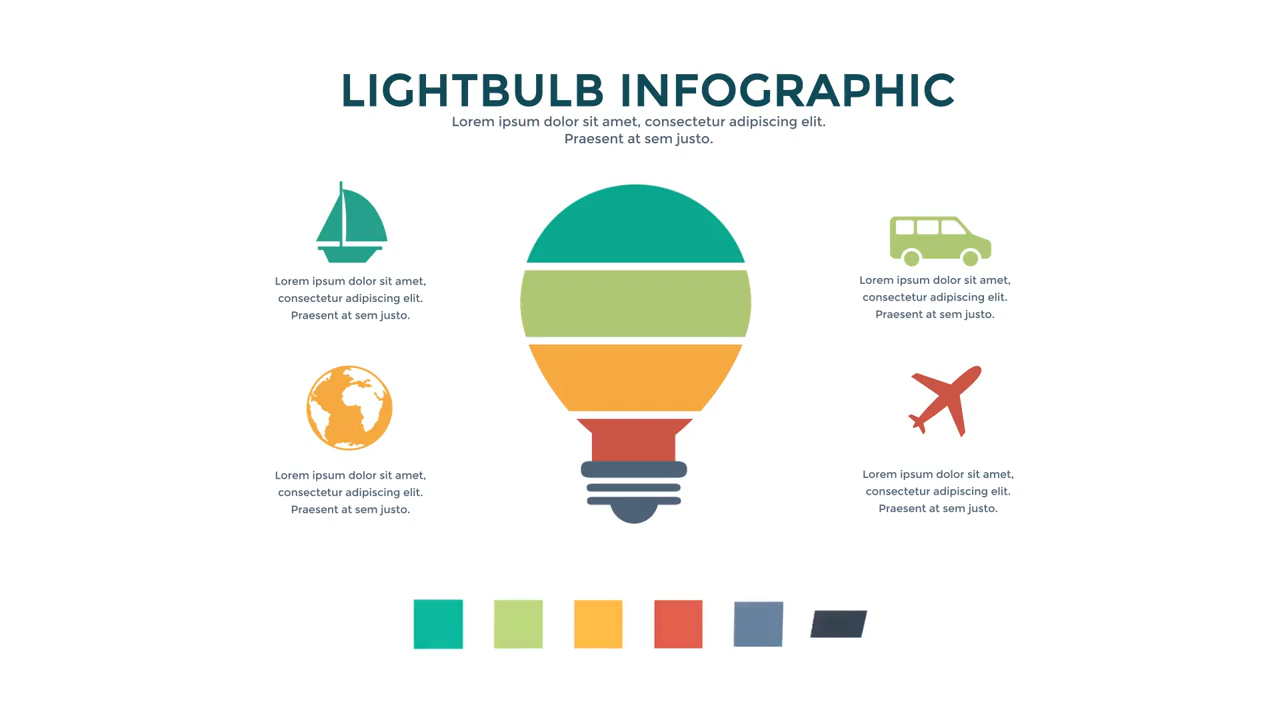 LIGHTBULB INFOGRAPHIC
Lorem ipsum dolor sit amet, consectetur adipiscing elit.
Praesent at sem justo.
Lorem ipsum dolor sit amet,
consectetur adipiscing elit.
Praesent at sem justo.
Lorem ipsum dolor sit amet,
consectetur adipiscing elit.
Praesent at sem justo.
Lorem ipsum dolor sit amet,
consectetur adipiscing elit.
Praesent at sem justo.
Lorem ipsum dolor sit amet,
consectetur adipiscing elit.
Praesent at sem justo.